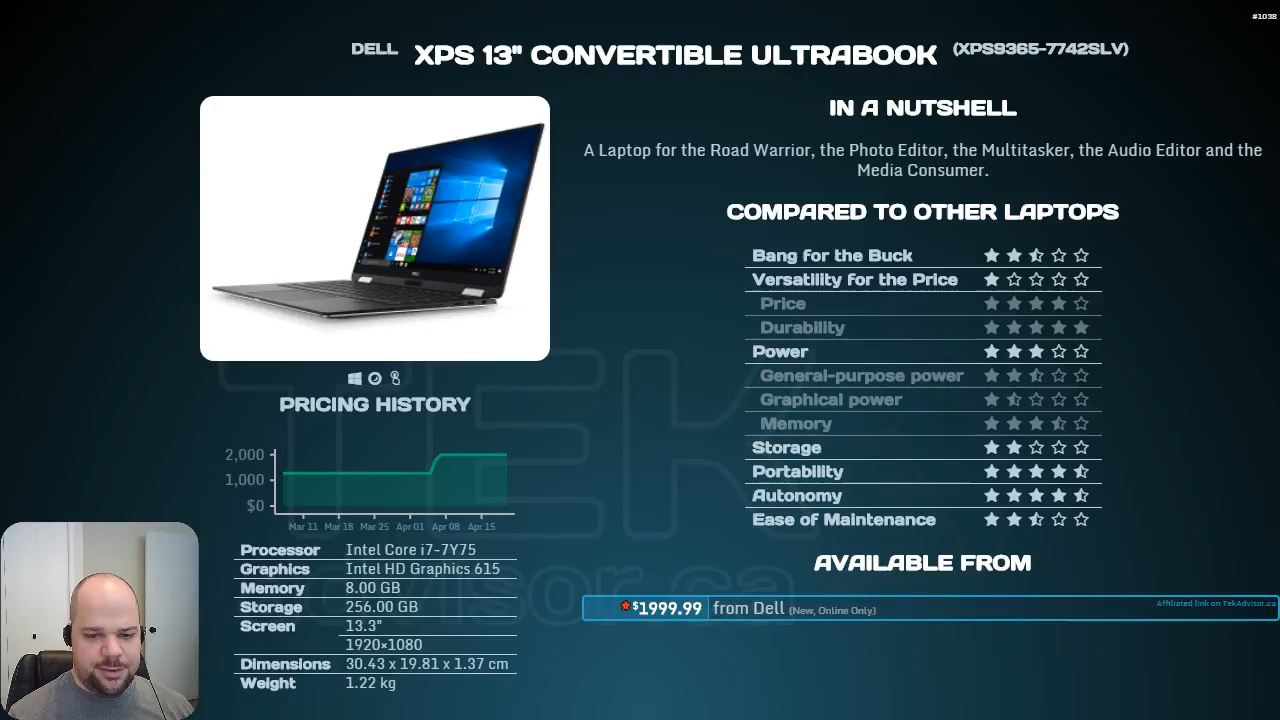 #1038
DELL XPS 13" CONVERTIBLE ULTRABOOK (XPS9365-7742SLV)
IN A NUTSHELL
A Laptop for the Road Warrior, the Photo Editor, the Multitasker, the Audio Editor and the
Media Consumer.
COMPARED TO OTHER LAPTOPS
Bang for the Buck
Versatility for the Price
Price
Durability
Power
General-purpose power
Graphical power
Memory
Storage
Portability
Autonomy
Ease of Maintenance
AVAILABLE FROM
$1999.99 from Dell (New, Online Only)
Affiliated link on TekAdvisor.ca
PRICING HISTORY
2,000
1,000
$0
Mar 11 Mar 18 Mar 25 Apr 01 Apr 08 Apr 15
Processor Intel Core i7-7Y75
Graphics Intel HD Graphics 615
Memory 8.00 GB
Storage 256.00 GB
Screen 13.3"
1920×1080
Dimensions 30.43 x 19.81 x 1.37 cm
Weight 1.22 kg
TEK
advisor.ca